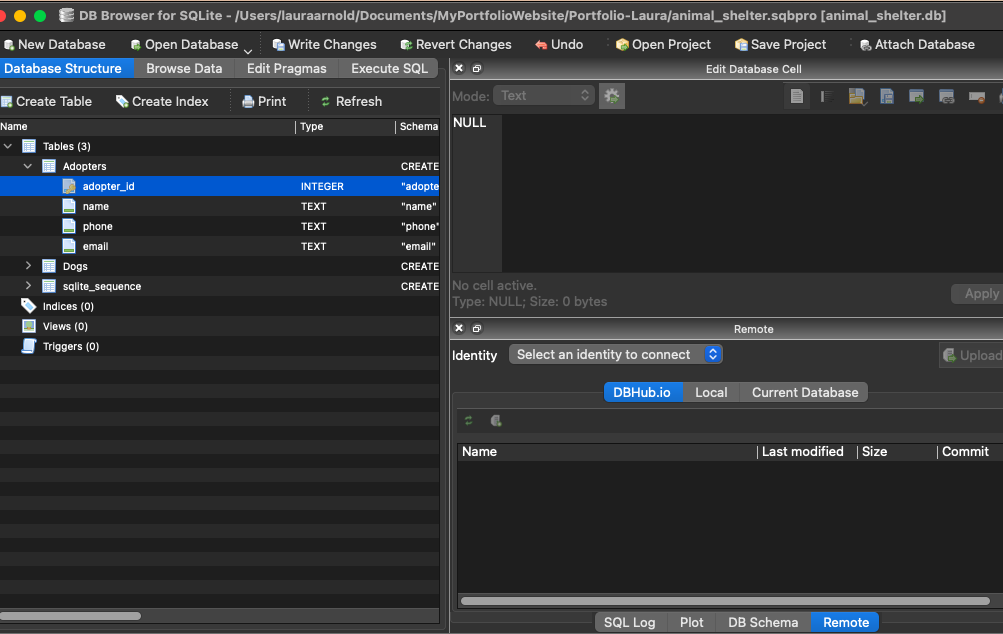 DB Browser for SQLite - /Users/lauraarnold/Documents/MyPortfolioWebsite/Portfolio-Laura/animal_shelter.sqbpro [animal_shelter.db]
New Database Open Database Write Changes Revert Changes Undo Open Project Save Project Attach Database
Database Structure Browse Data Edit Pragmas Execute SQL
Create Table Create Index Print Refresh
Name Type Schema
Tables (3)
Adopters CREATE
adopter_id INTEGER "adopte
name TEXT "name"
phone TEXT "phone"
email TEXT "email"
Dogs CREATE
sqlite_sequence CREATE
Indices (0)
Views (0)
Triggers (0)
Edit Database Cell
Mode: Text
NULL
No cell active.
Type: NULL; Size: 0 bytes
Apply
Remote
Identity Select an identity to connect Upload
DBHub.io Local Current Database
Name Last modified Size Commit
SQL Log Plot DB Schema Remote